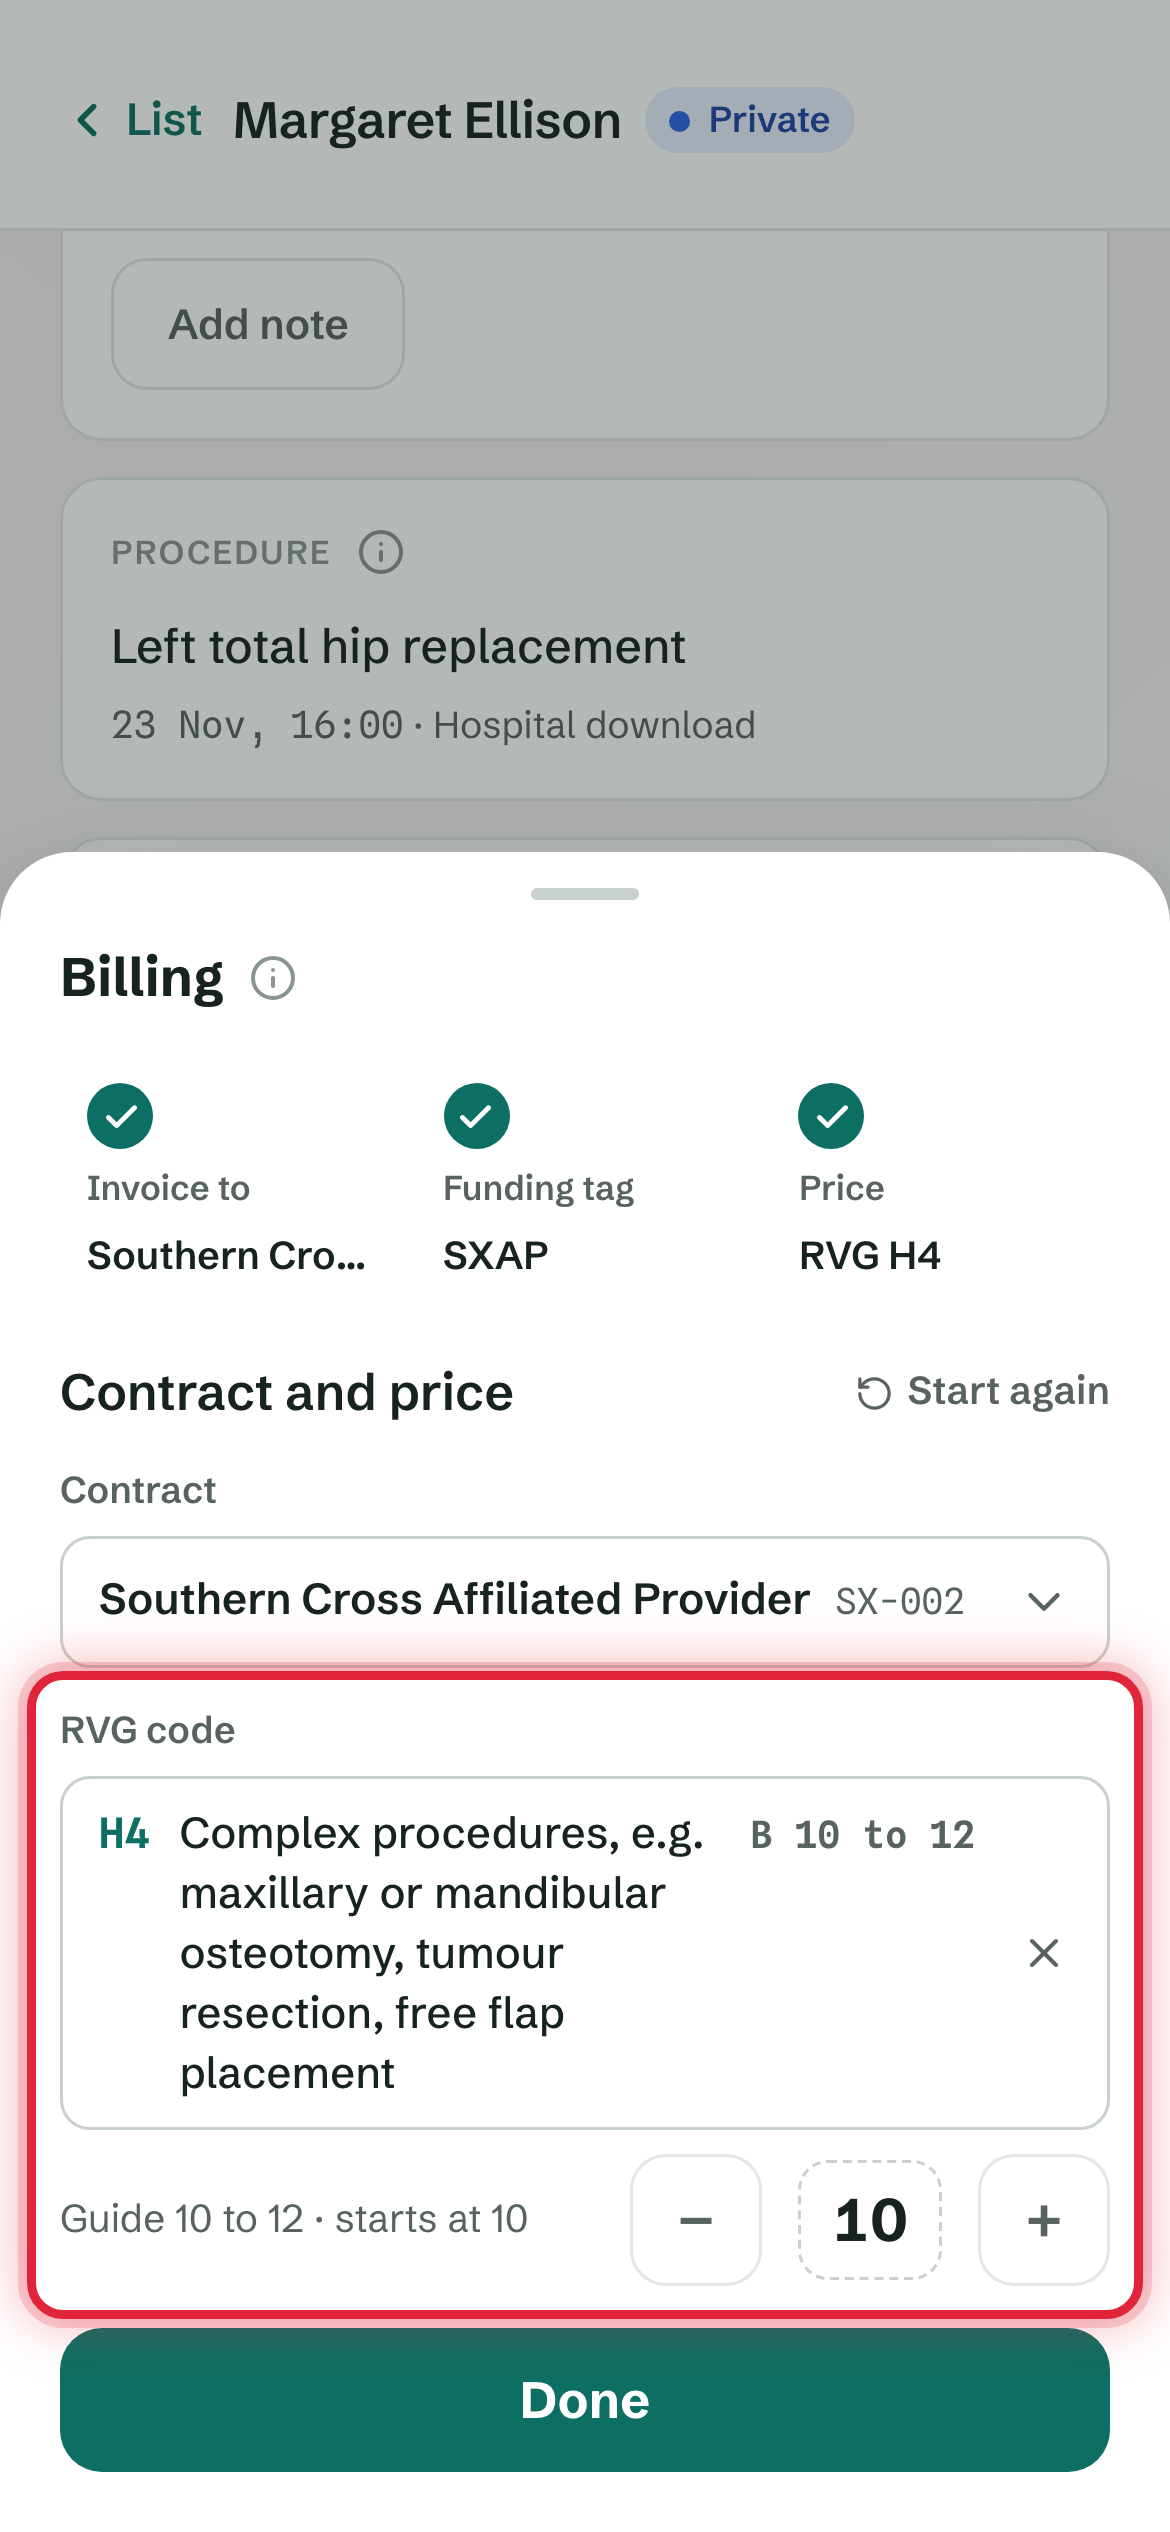 List Margaret Ellison Private
Add note
PROCEDURE
Left total hip replacement
23 Nov, 16:00 · Hospital download
Billing
Invoice to
Southern Cro...
Funding tag
SXAP
Price
RVG H4
Contract and price Start again
Contract
Southern Cross Affiliated Provider SX-002
RVG code
H4 Complex procedures, e.g. B 10 to 12
maxillary or mandibular
osteotomy, tumour
resection, free flap
placement
Guide 10 to 12 · starts at 10 − 10 +
Done